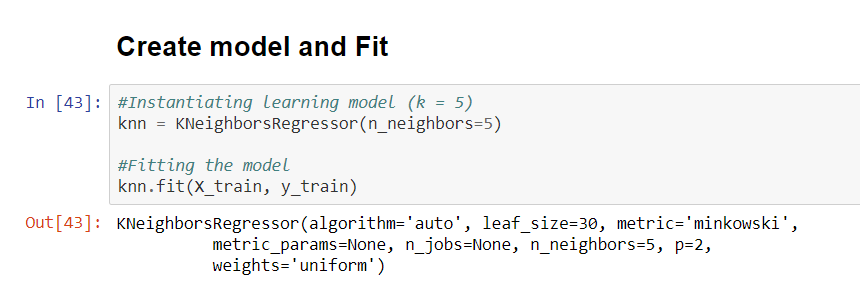 Create model and Fit
In [43]: #Instantiating learning model (k = 5)
knn = KNeighborsRegressor(n_neighbors=5)
#Fitting the model
knn.fit(X_train, y_train)
Out[43]: KNeighborsRegressor(algorithm='auto', leaf_size=30, metric='minkowski',
metric_params=None, n_jobs=None, n_neighbors=5, p=2,
weights='uniform')